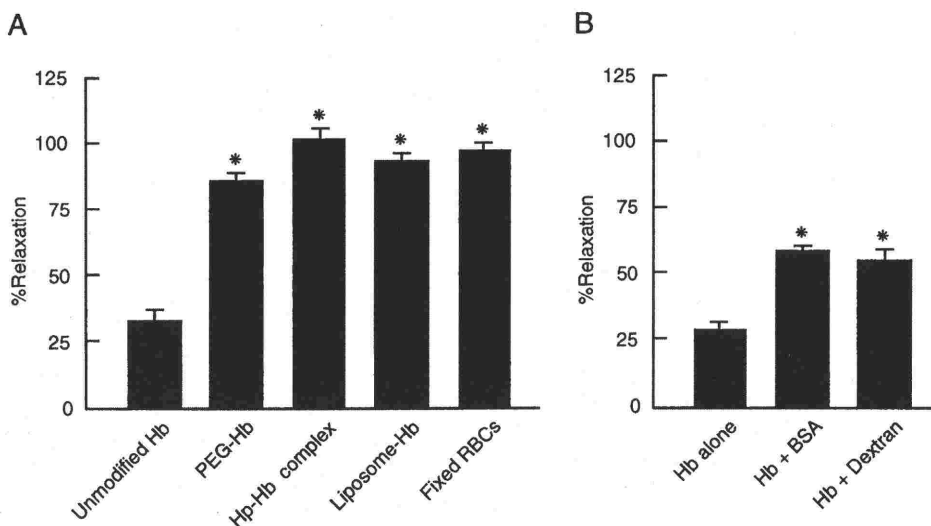 A
125
100
75
50
25
0
%Relaxation
*
*
*
*
Unmodified Hb
PEG-Hb
Hp-Hb complex
Liposome-Hb
Fixed RBCs
B
125
100
75
50
25
0
%Relaxation
*
*
Hb alone
Hb + BSA
Hb + Dextran